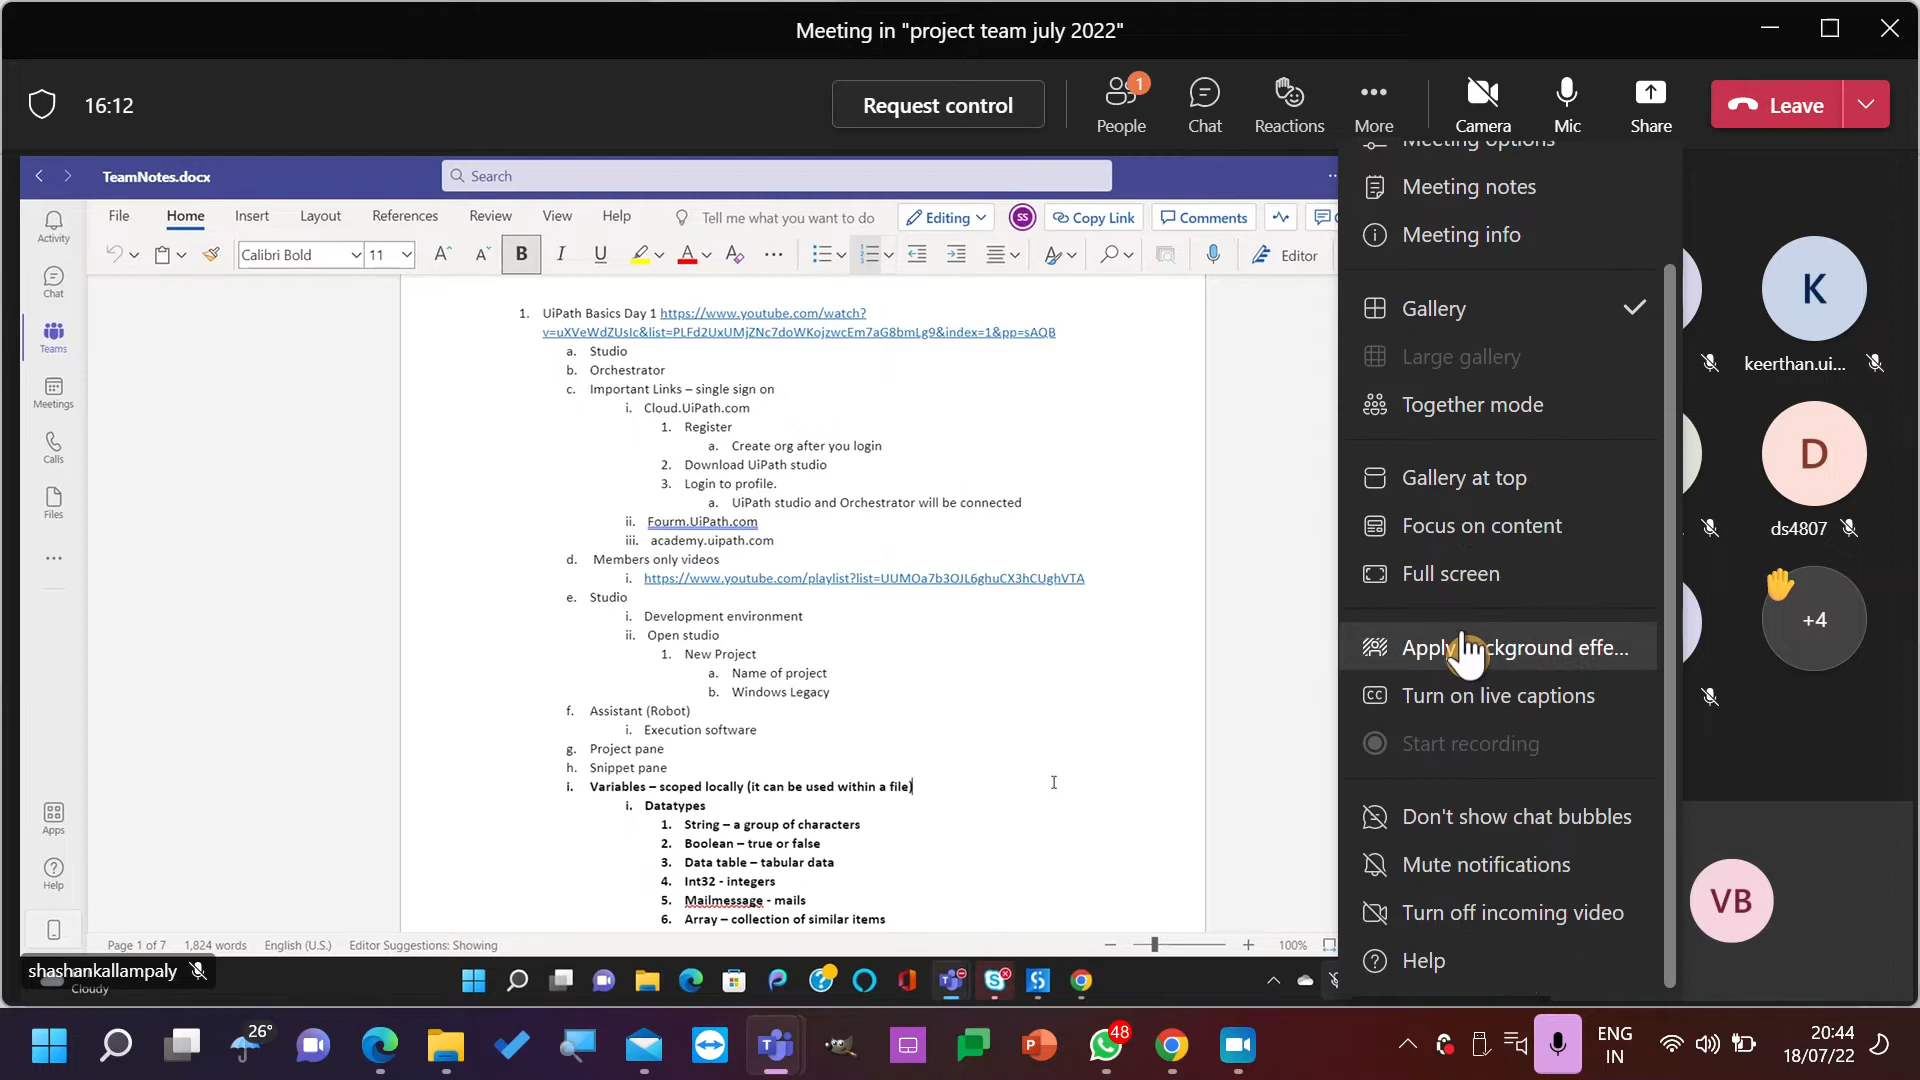 Meeting in "project team july 2022"
16:12
Request control
1
People
Chat
Reactions
More
Camera
Mic
Share
Leave
TeamNotes.docx
Search
File
Home
Insert
Layout
References
Review
View
Help
Tell me what you want to do
Editing
SS
Copy Link
Comments
Calibri Bold
11
B
I
U
A
Editor
Activity
Chat
Teams
Meetings
Calls
Files
Apps
Help
1. UiPath Basics Day 1 https://www.youtube.com/watch?
v=uXVeWdZUsIc&list=PLFd2UxUMjZNc7doWKojzwcEm7aG8bmLg9&index=1&pp=sAQB
a. Studio
b. Orchestrator
c. Important Links – single sign on
i. Cloud.UiPath.com
1. Register
a. Create org after you login
2. Download UiPath studio
3. Login to profile.
a. UiPath studio and Orchestrator will be connected
ii. Fourm.UiPath.com
iii. academy.uipath.com
d. Members only videos
i. https://www.youtube.com/playlist?list=UUMOa7b3OJL6ghuCX3hCUghVTA
e. Studio
i. Development environment
ii. Open studio
1. New Project
a. Name of project
b. Windows Legacy
f. Assistant (Robot)
i. Execution software
g. Project pane
h. Snippet pane
i. Variables – scoped locally (it can be used within a file)
i. Datatypes
1. String – a group of characters
2. Boolean – true or false
3. Data table – tabular data
4. Int32 - integers
5. Mailmessage - mails
6. Array – collection of similar items
Page 1 of 7
1,824 words
English (U.S.)
Editor Suggestions: Showing
100%
shashankallampaly
Cloudy
Meeting options
Meeting notes
Meeting info
Gallery
Large gallery
Together mode
Gallery at top
Focus on content
Full screen
Apply ckground effe...
CC
Turn on live captions
Start recording
Don't show chat bubbles
Mute notifications
Turn off incoming video
Help
K
keerthan.ui...
D
ds4807
+4
VB
26°
48
ENG
IN
20:44
18/07/22